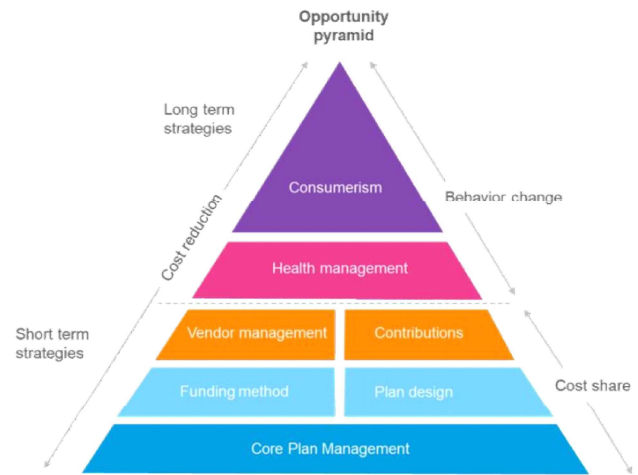 Opportunity
pyramid
Long term
strategies
Consumerism
Behavior change
Cost reduction
Health management
Short term
strategies
Vendor management
Contributions
Funding method
Plan design
Cost share
Core Plan Management